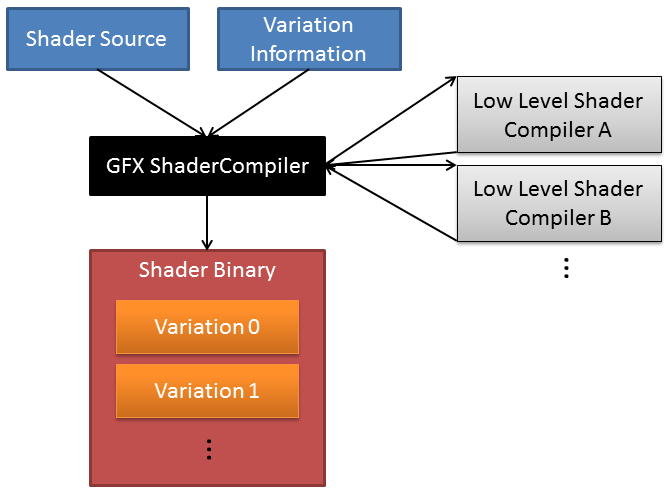 Shader Source
Variation
Information
Low Level Shader
Compiler A
GFX ShaderCompiler
Low Level Shader
Compiler B
Shader Binary
Variation 0
Variation 1